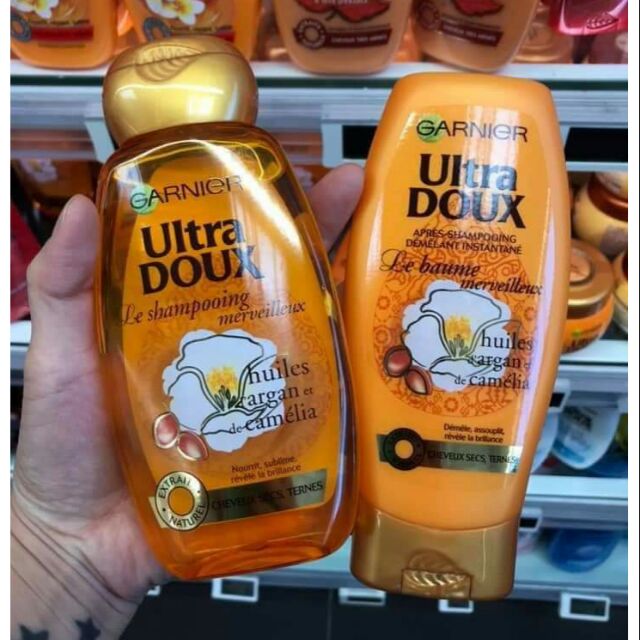 GARNIER
Ultra
DOUX
Le shampooing
merveilleux
huiles
d'argan et
de camélia
Nourrit, sublime,
révèle la brillance
EXTRAIT
NATUREL
CHEVEUX SECS, TERNES
GARNIER
Ultra
DOUX
APRÈS-SHAMPOOING
DÉMÊLANT INSTANTANÉ
Le baume
merveilleux
huiles
d'argan et
de camélia
Démêle, assouplit,
révèle la brillance
CHEVEUX SECS, TERNES